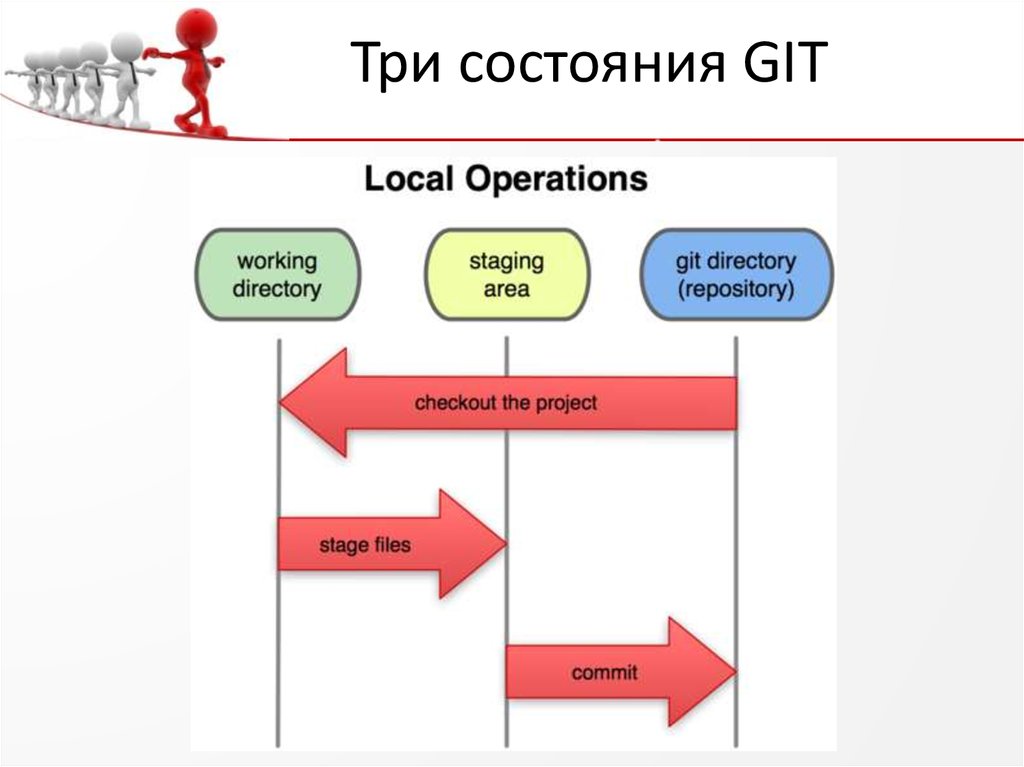 Три состояния GIT
Local Operations
working
directory
staging
area
git directory
(repository)
checkout the project
stage files
commit